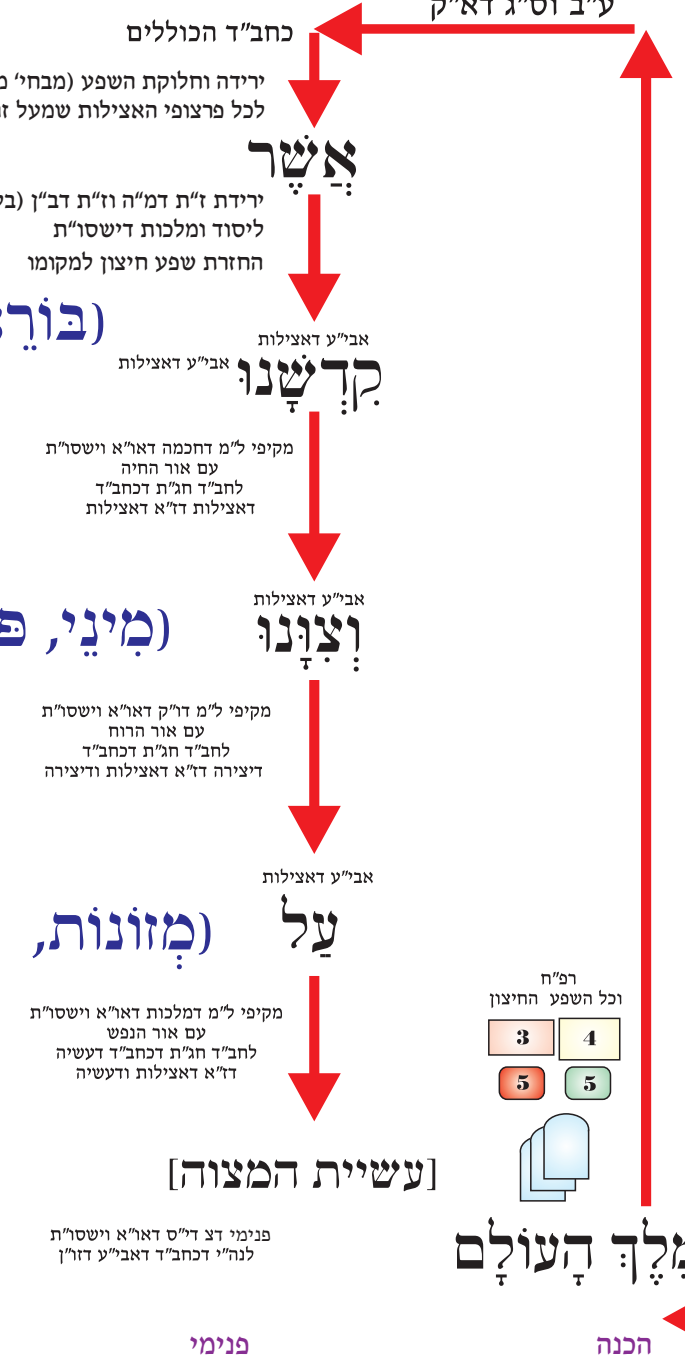 ע"ב וס"ג דא"ק
כחב"ד הכוללים
ירידה וחלוקת השפע (מבחי'
לכל פרצופי האצילות שמעל
אֲשֶׁר
ירידת ז"ת דמ"ה וז"ת דב"ן
ליסוד ומלכות דישסו"ת
החזרת שפע חיצון למקומו
אבי"ע דאצילות
קִדְּשָׁנוּ אבי"ע דאצילות
מקיפי ל"מ דחכמה דאו"א וישסו"ת
עם אור החיה
לחב"ד חג"ת דכחב"ד
דאצילות דז"א דאצילות
אבי"ע דאצילות
וְצִוָּנוּ
(מִינֵי,
מקיפי ל"מ דו"ק דאו"א וישסו"ת
עם אור הרוח
לחב"ד חג"ת דכחב"ד
דיצירה דז"א דאצילות ודיצירה
אבי"ע דאצילות
עַל
(מְזוֹנוֹת,
מקיפי ל"מ דמלכות דאו"א וישסו"ת
עם אור הנפש
לחב"ד חג"ת דכחב"ד דעשיה
דז"א דאצילות ודעשיה
[עשיית המצוה]
פנימי דצ די"ס דאו"א וישסו"ת
לנה"י דכחב"ד דאבי"ע דזו"ן
רפ"ח
וכל השפע החיצון
3 4
5 5
מֶלֶךְ הָעוֹלָם
הכנה
פנימי